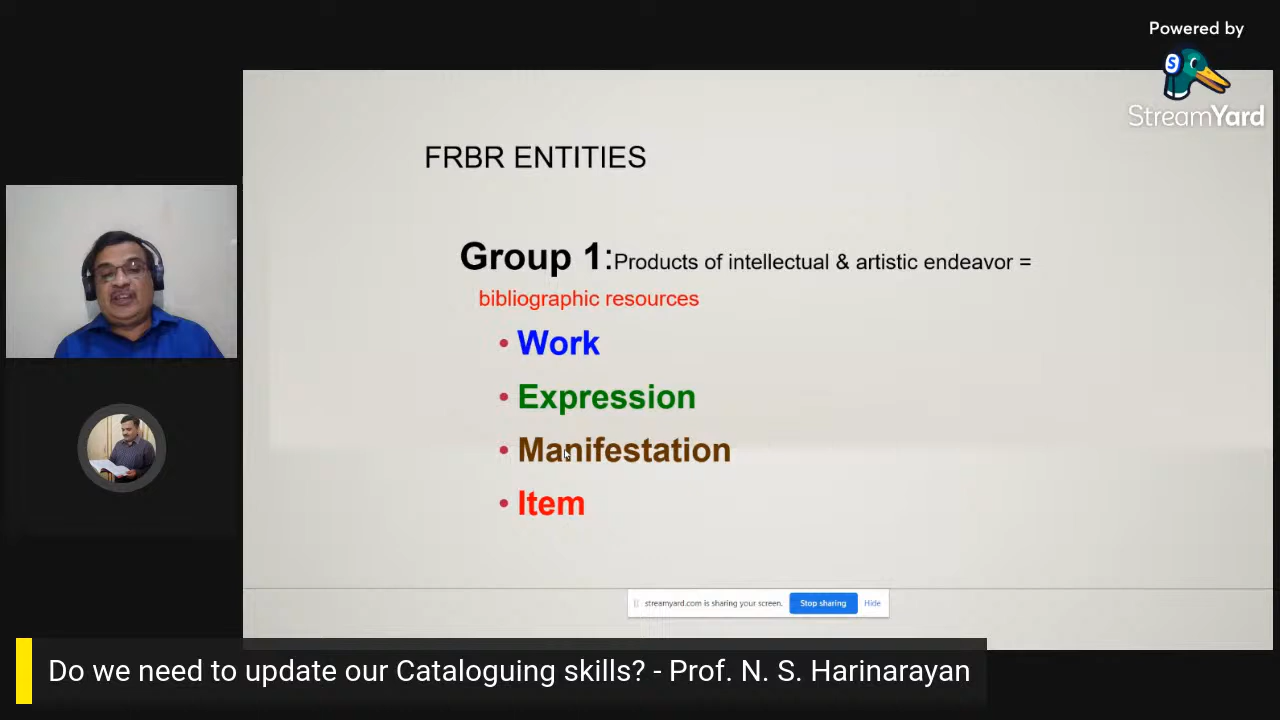 Powered by
StreamYard
FRBR ENTITIES
Group 1:Products of intellectual & artistic endeavor =
bibliographic resources
• Work
• Expression
• Manifestation
• Item
streamyard.com is sharing your screen. Stop sharing Hide
Do we need to update our Cataloguing skills? - Prof. N. S. Harinarayan